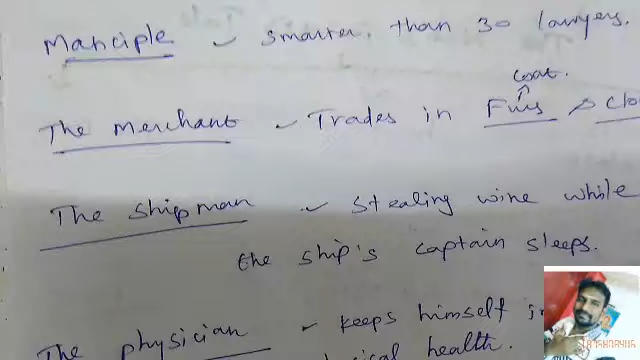 Manciple - smarter than 30 lawyers.
coat.
The Merchant - Trades in Furs & Clo
The Shipman - Stealing wine while
the ship's captain sleeps.
The physician - keeps himself in
health.